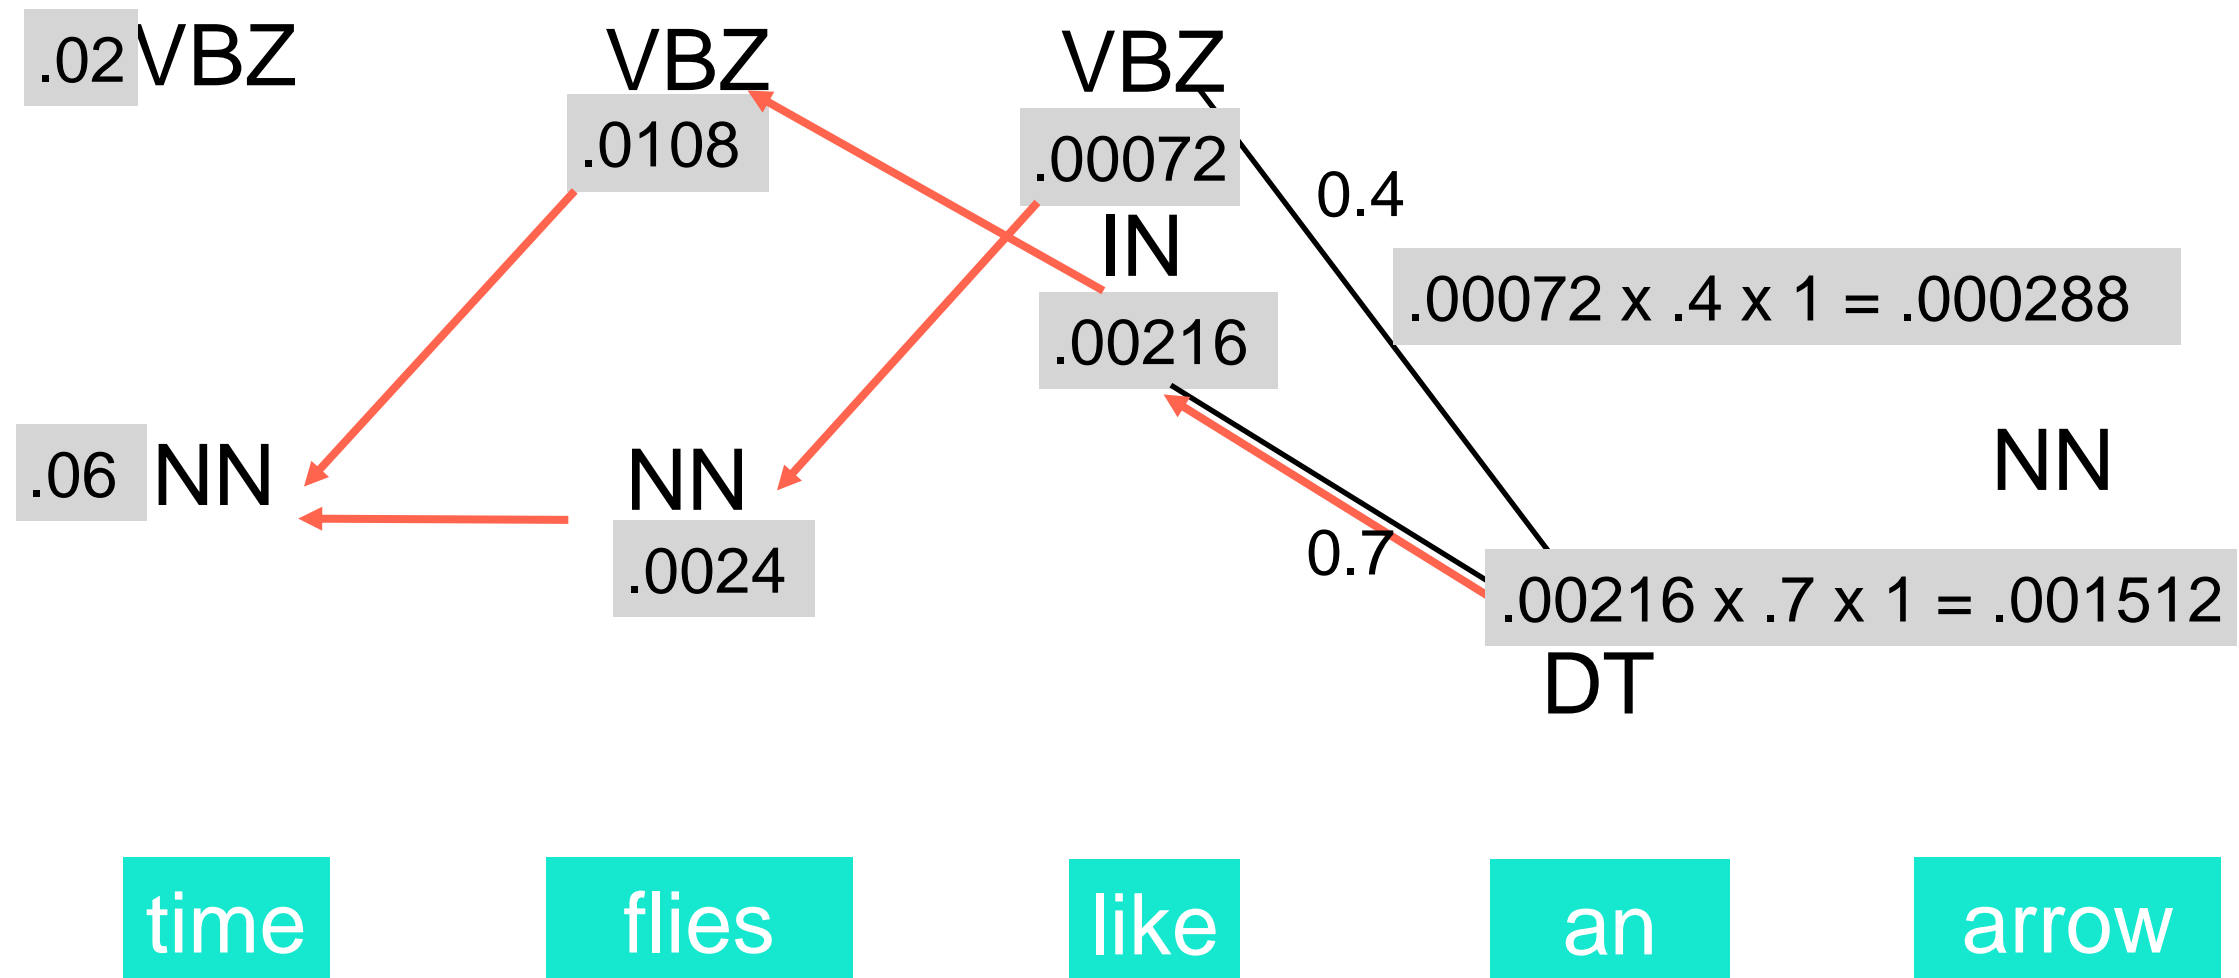 .02 VBZ VBZ VBZ
.0108 .00072
0.4
IN
.00072 x .4 x 1 = .000288
.00216
.06 NN NN NN
0.7
.0024 .00216 x .7 x 1 = .001512
DT
time flies like an arrow